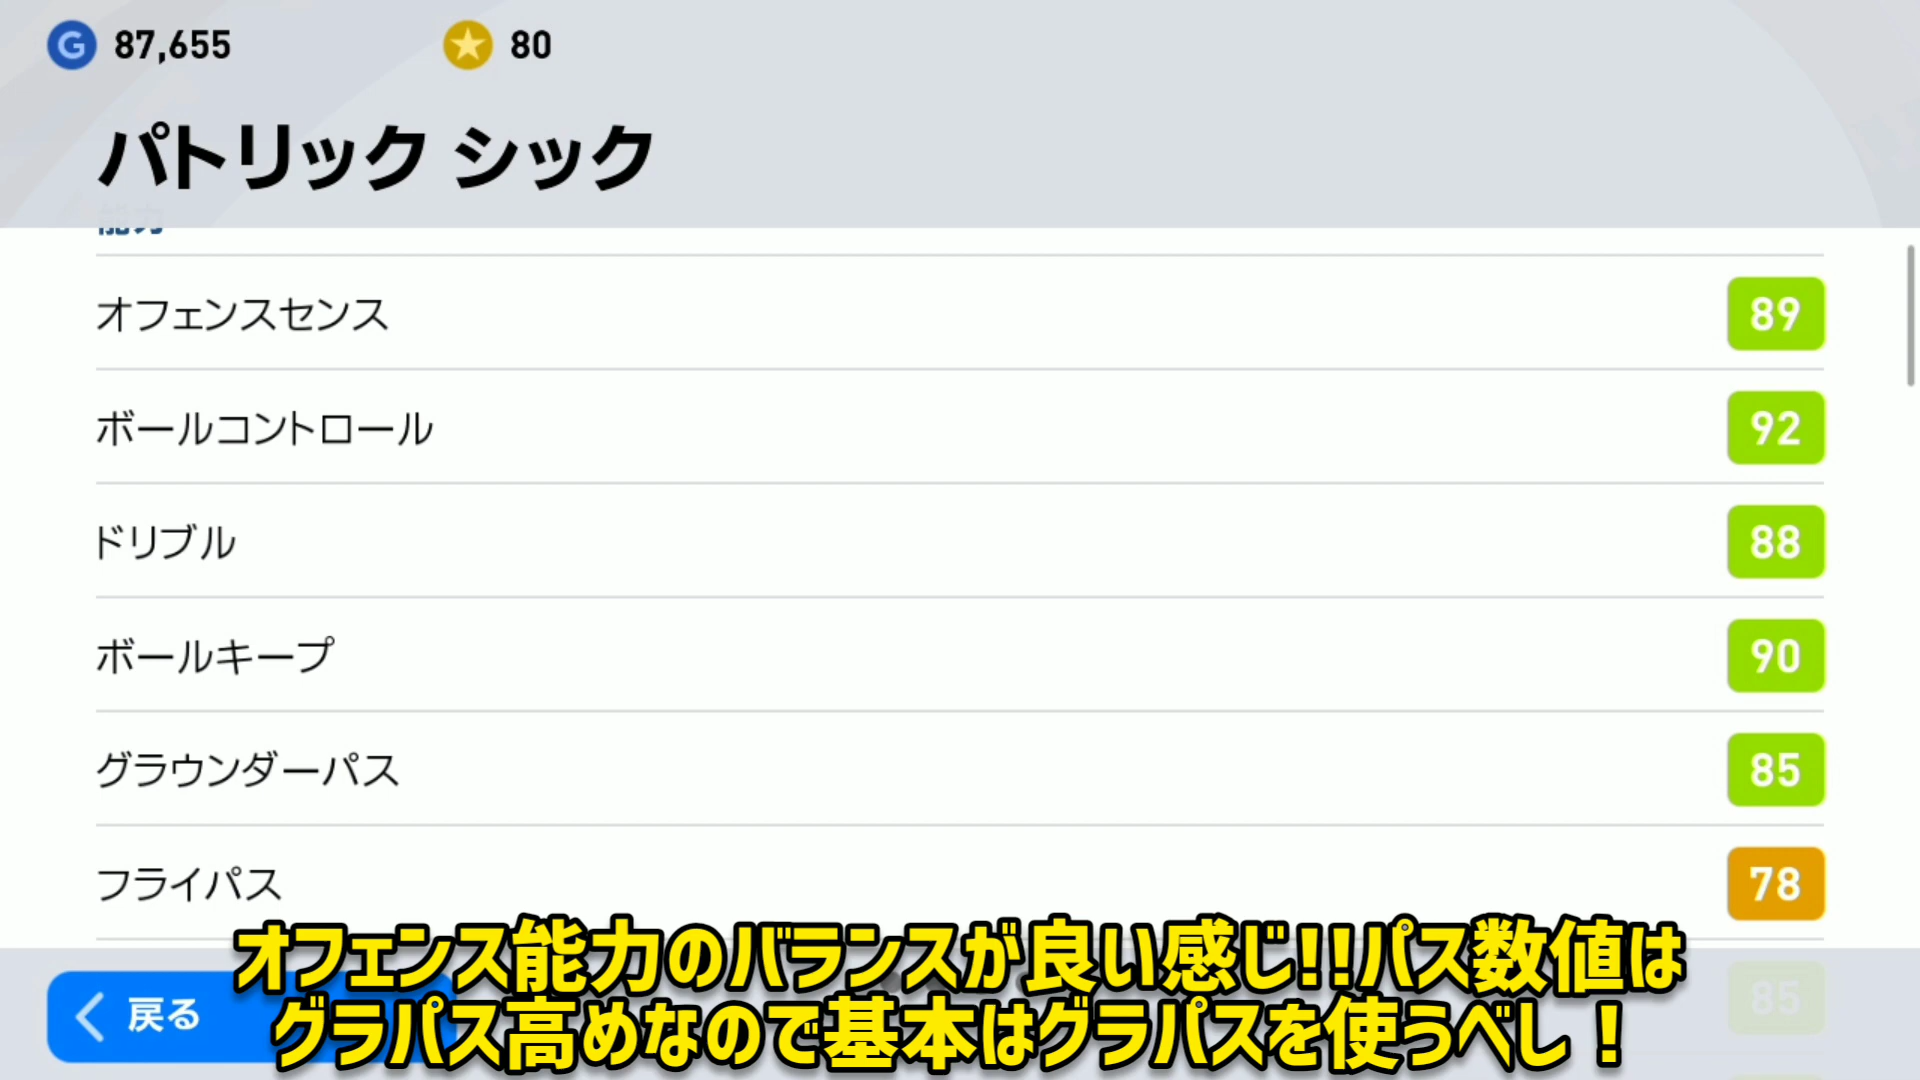 87,655
80
パトリック シック
能力
オフェンスセンス 89
ボールコントロール 92
ドリブル 88
ボールキープ 90
グラウンダーパス 85
フライパス 78
85
オフェンス能力のバランスが良い感じ!!パス数値は
グラパス高めなので基本はグラパスを使うべし！
戻る